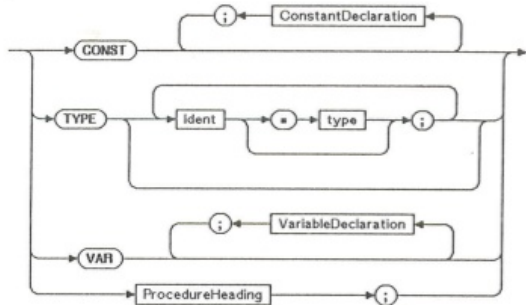 ; ConstantDeclaration
CONST
TYPE ident = type ;
; VariableDeclaration
VAR
ProcedureHeading ;